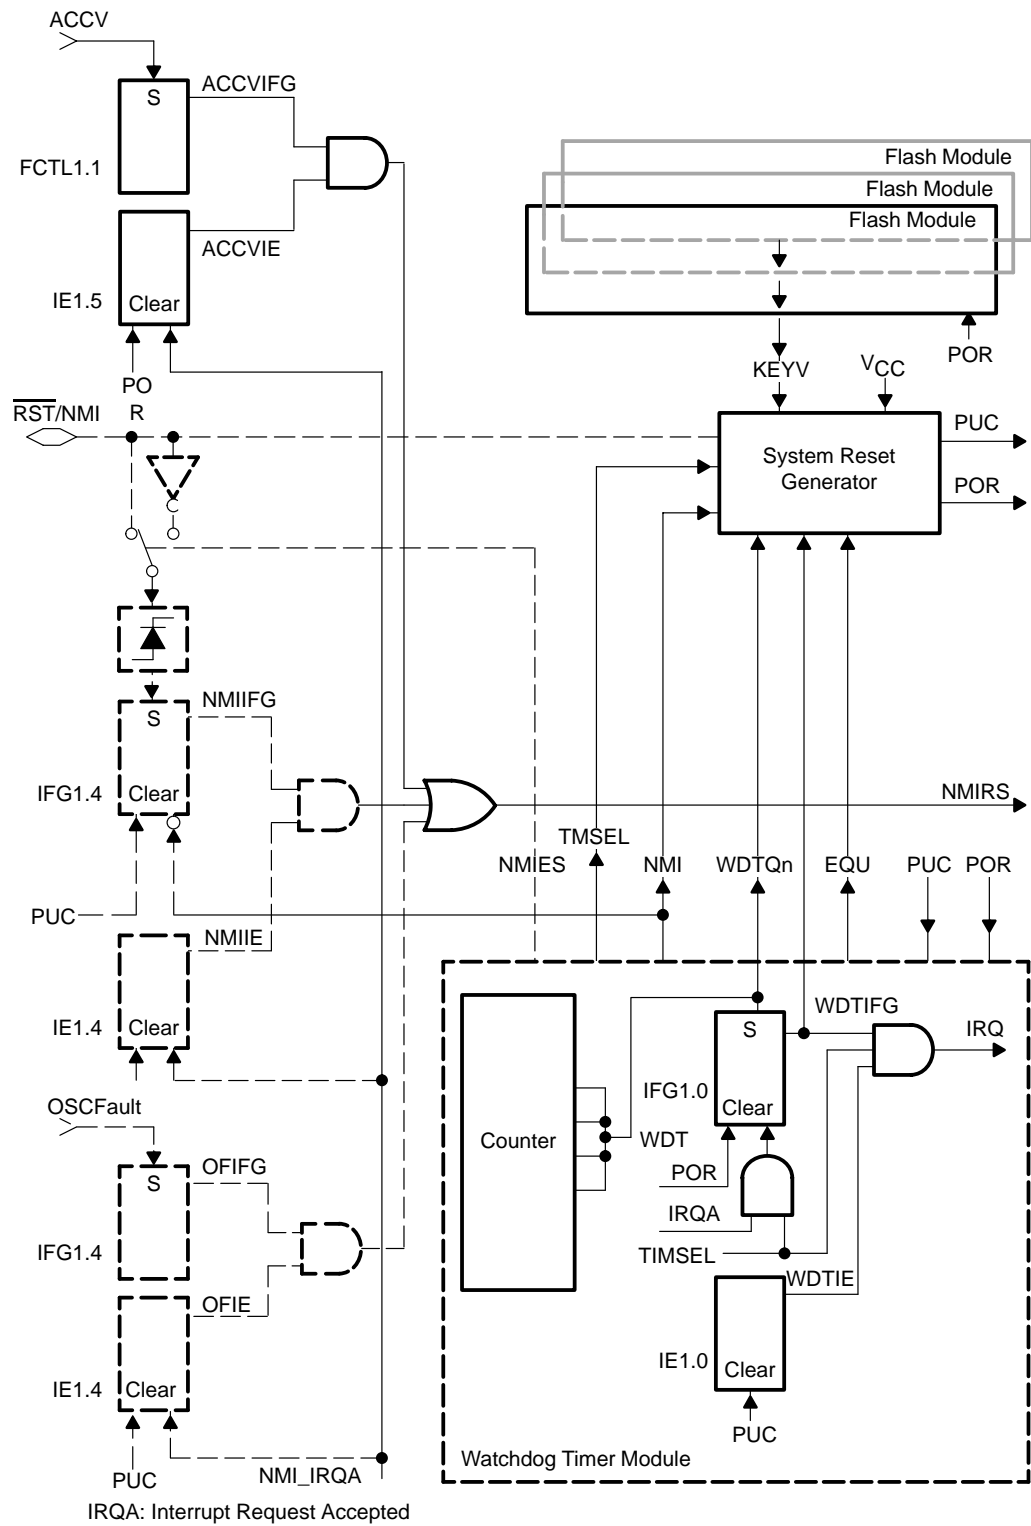 ACCV
S
ACCVIFG
FCTL1.1
ACCVIE
IE1.5
Clear
PO
R
RST/NMI
Flash Module
Flash Module
Flash Module
POR
KEYV
VCC
System Reset
Generator
PUC
POR
S
NMIIFG
IFG1.4
Clear
PUC
NMIIE
IE1.4
Clear
NMIRS
NMIES
TMSEL
NMI
WDTQn
EQU
PUC
POR
OSCFault
S
OFIFG
IFG1.4
OFIE
IE1.4
Clear
PUC
NMI_IRQA
IRQA: Interrupt Request Accepted
Counter
WDT
S
IFG1.0
Clear
WDTIFG
IRQ
POR
IRQA
TIMSEL
WDTIE
IE1.0
Clear
PUC
Watchdog Timer Module